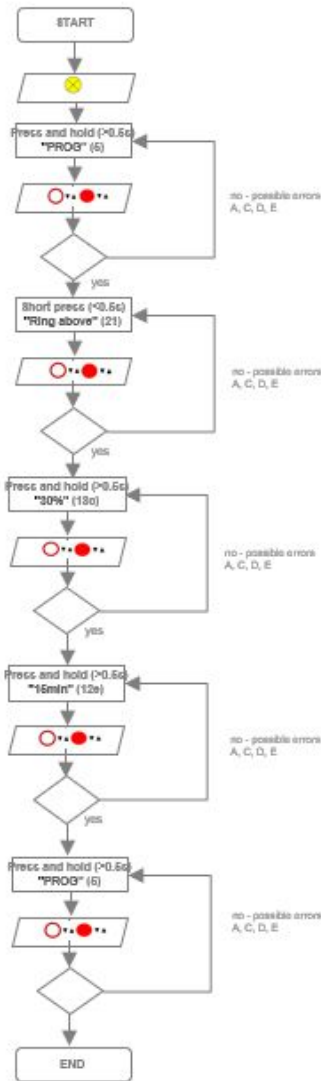 START
Press and hold (>0.5s)
"PROG" (5)
no - possible errors
A, C, D, E
yes
Short press (<0.5s)
"Ring above" (21)
no - possible errors
A, C, D, E
yes
Press and hold (>0.5s)
"30%" (13c)
no - possible errors
A, C, D, E
yes
Press and hold (>0.5s)
"15min" (12e)
no - possible errors
A, C, D, E
yes
Press and hold (>0.5s)
"PROG" (5)
no - possible errors
A, C, D, E
END